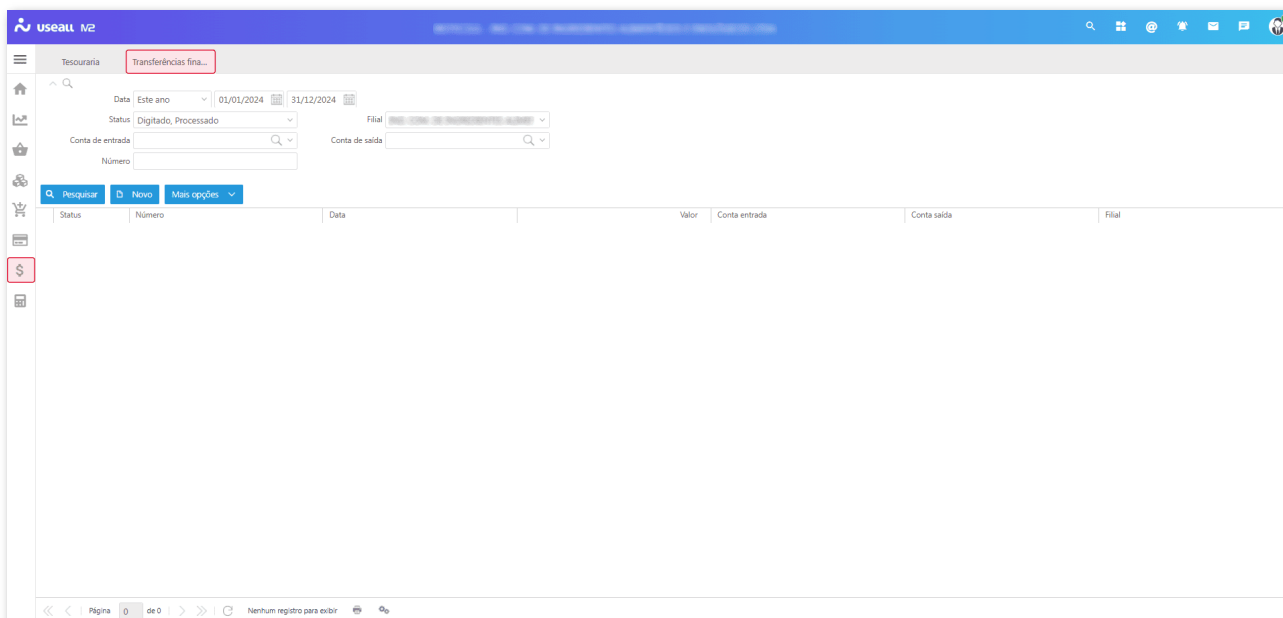 useall M2
@
Tesouraria Transferências fina...
Data Este ano 01/01/2024 31/12/2024
Status Digitado, Processado Filial
Conta de entrada Conta de saída
Número
Pesquisar Novo Mais opções
Status Número Data Valor Conta entrada Conta saída Filial
$
Página 0 de 0 Nenhum registro para exibir